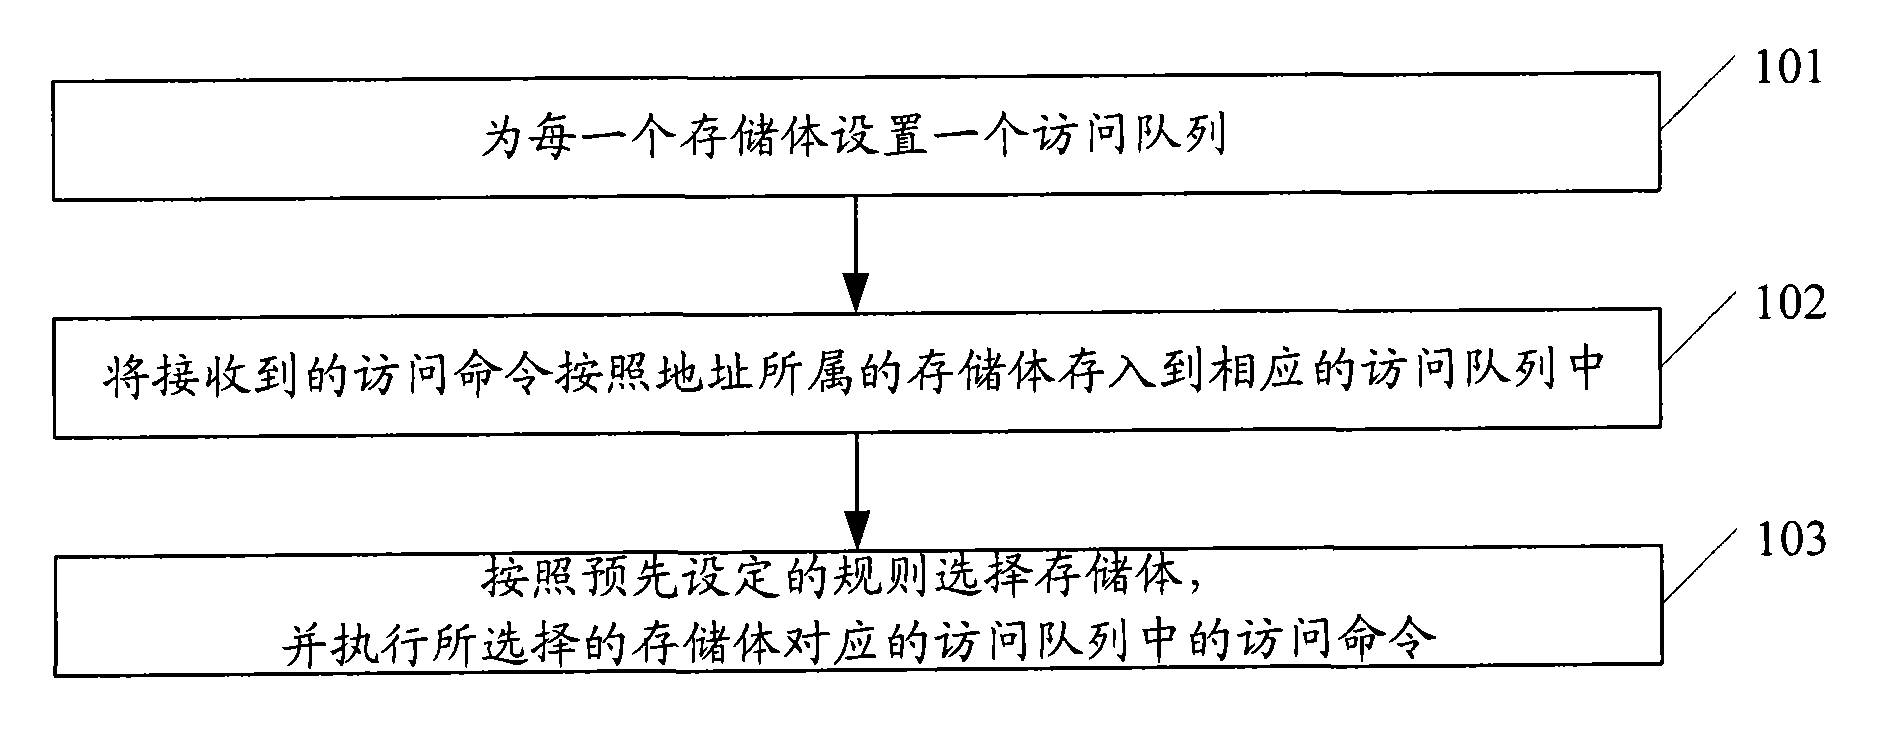 101
为每一个存储体设置一个访问队列
102
将接收到的访问命令按照地址所属的存储体存入到相应的访问队列中
103
按照预先设定的规则选择存储体，
并执行所选择的存储体对应的访问队列中的访问命令